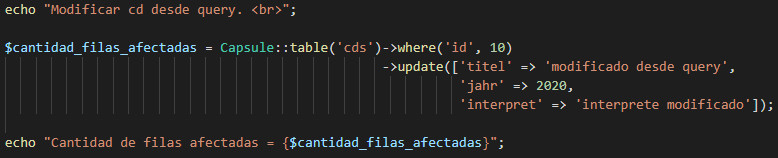 echo "Modificar cd desde query. <br>";
$cantidad_filas_afectadas = Capsule::table('cds')->where('id', 10)
->update(['titel' => 'modificado desde query',
'jahr' => 2020,
'interpret' => 'interprete modificado']);
echo "Cantidad de filas afectadas = {$cantidad_filas_afectadas}";